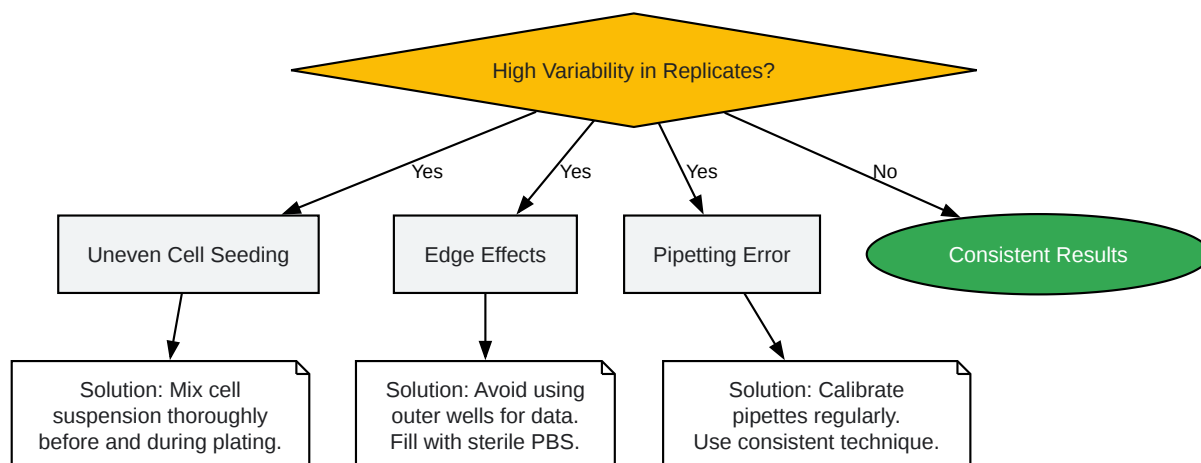 High Variability in Replicates?
Yes
Yes
Yes
No
Uneven Cell Seeding
Edge Effects
Pipetting Error
Consistent Results
Solution: Mix cell
suspension thoroughly
before and during plating.
Solution: Avoid using
outer wells for data.
Fill with sterile PBS.
Solution: Calibrate
pipettes regularly.
Use consistent technique.